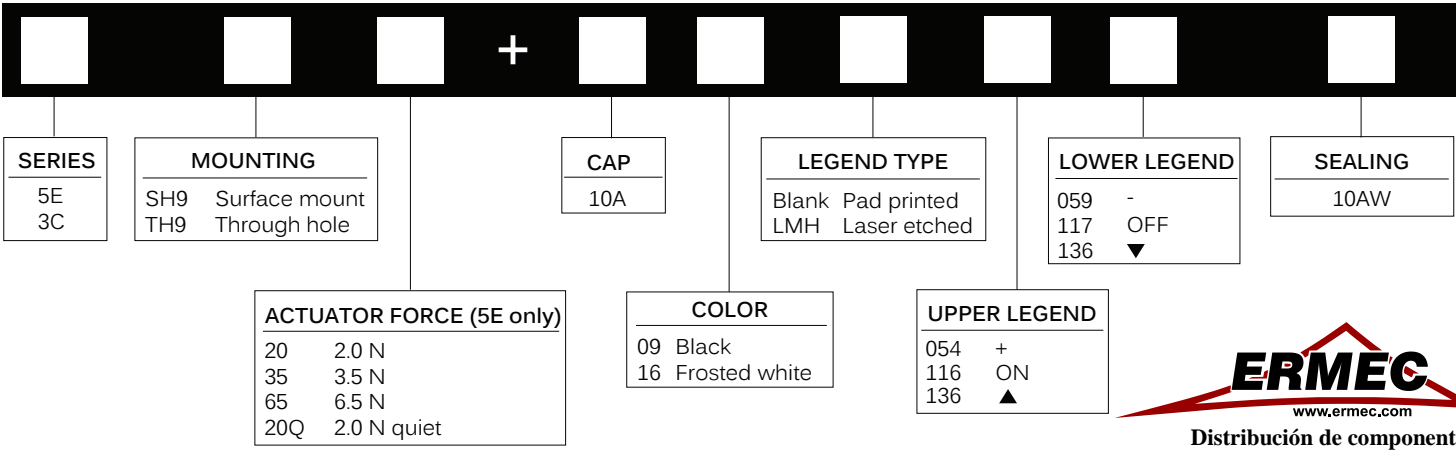 +
SERIES
5E
3C
MOUNTING
SH9 Surface mount
TH9 Through hole
ACTUATOR FORCE (5E only)
20 2.0 N
35 3.5 N
65 6.5 N
20Q 2.0 N quiet
CAP
10A
COLOR
09 Black
16 Frosted white
LEGEND TYPE
Blank Pad printed
LMH Laser etched
UPPER LEGEND
054 +
116 ON
136 ▲
LOWER LEGEND
059 -
117 OFF
136 ▼
SEALING
10AW
ERMEC
www.ermec.com
Distribución de component